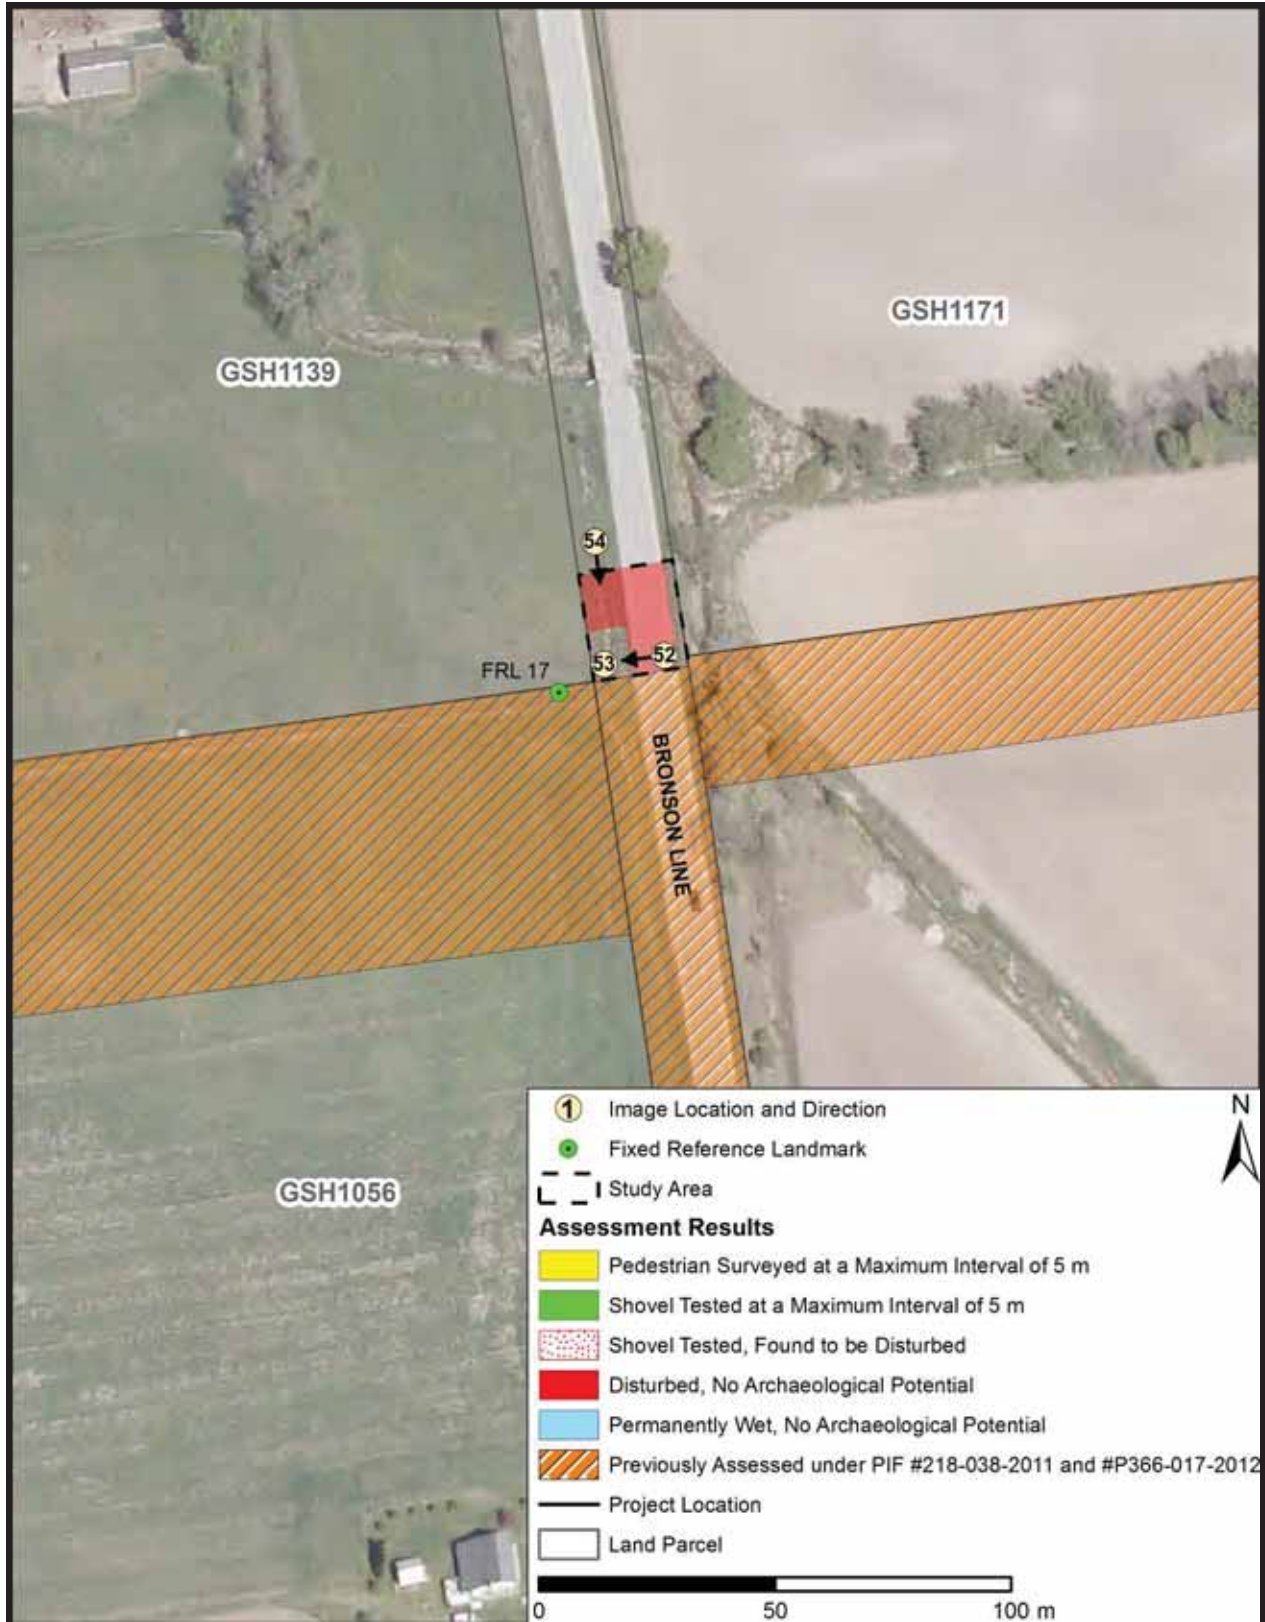 GSH1171
GSH1139
54
53
52
FRL 17
BRONSON LINE
GSH1056
1 Image Location and Direction
N
Fixed Reference Landmark
Study Area
Assessment Results
Pedestrian Surveyed at a Maximum Interval of 5 m
Shovel Tested at a Maximum Interval of 5 m
Shovel Tested, Found to be Disturbed
Disturbed, No Archaeological Potential
Permanently Wet, No Archaeological Potential
Previously Assessed under PIF #218-038-2011 and #P366-017-2012
Project Location
Land Parcel
0 50 100 m